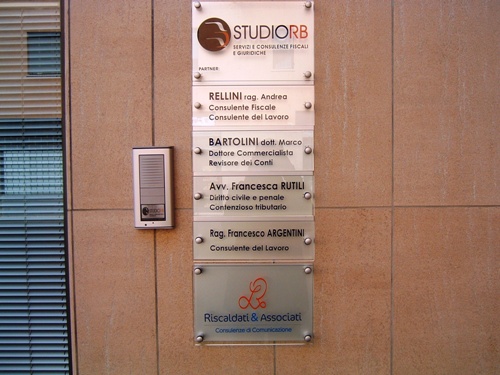 STUDIORB
SERVIZI E CONSULENZE FISCALI
E GIURIDICHE
PARTNER
RELLINI rag. Andrea
Consulente Fiscale
Consulente del Lavoro
BARTOLINI dott. Marco
Dottore Commercialista
Revisore dei Conti
Avv. Francesca RUTILI
Diritto civile e penale
Contenzioso tributario
Rag. Francesco ARGENTINI
Consulente del Lavoro
Riscaldati & Associati
Consulenze di Comunicazione